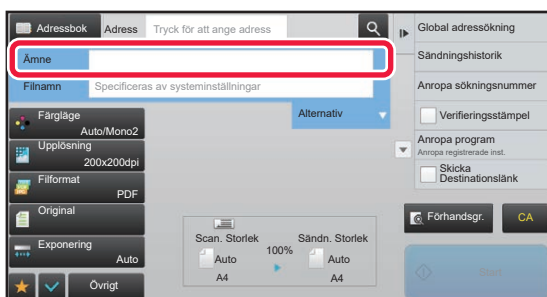 Adressbok
Adress
Tryck för att ange adress
Ämne
Filnamn
Specificeras av systeminställningar
Alternativ
Färgläge
Auto/Mono2
Upplösning
200x200dpi
Filformat
PDF
Original
Exponering
Auto
Övrigt
Scan. Storlek
100%
Sändn. Storlek
Auto
Auto
A4
A4
Global adressökning
Sändningshistorik
Anropa sökningsnummer
Verifieringsstämpel
Anropa program
Anropa registrerade inst.
Skicka
Destinationslänk
Förhandsgr.
CA
Start